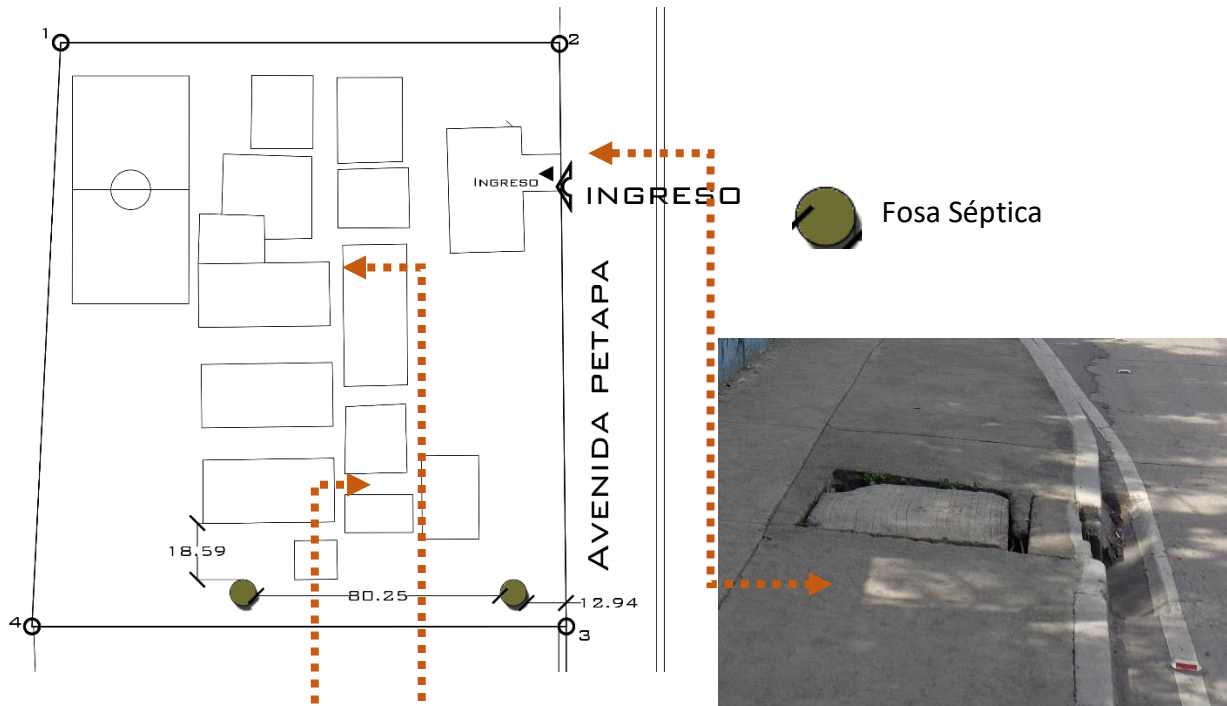 1
2
INGRESO
INGRESO
Fosa Séptica
AVENIDA PETAPA
18.59
80.25
12.94
4
3